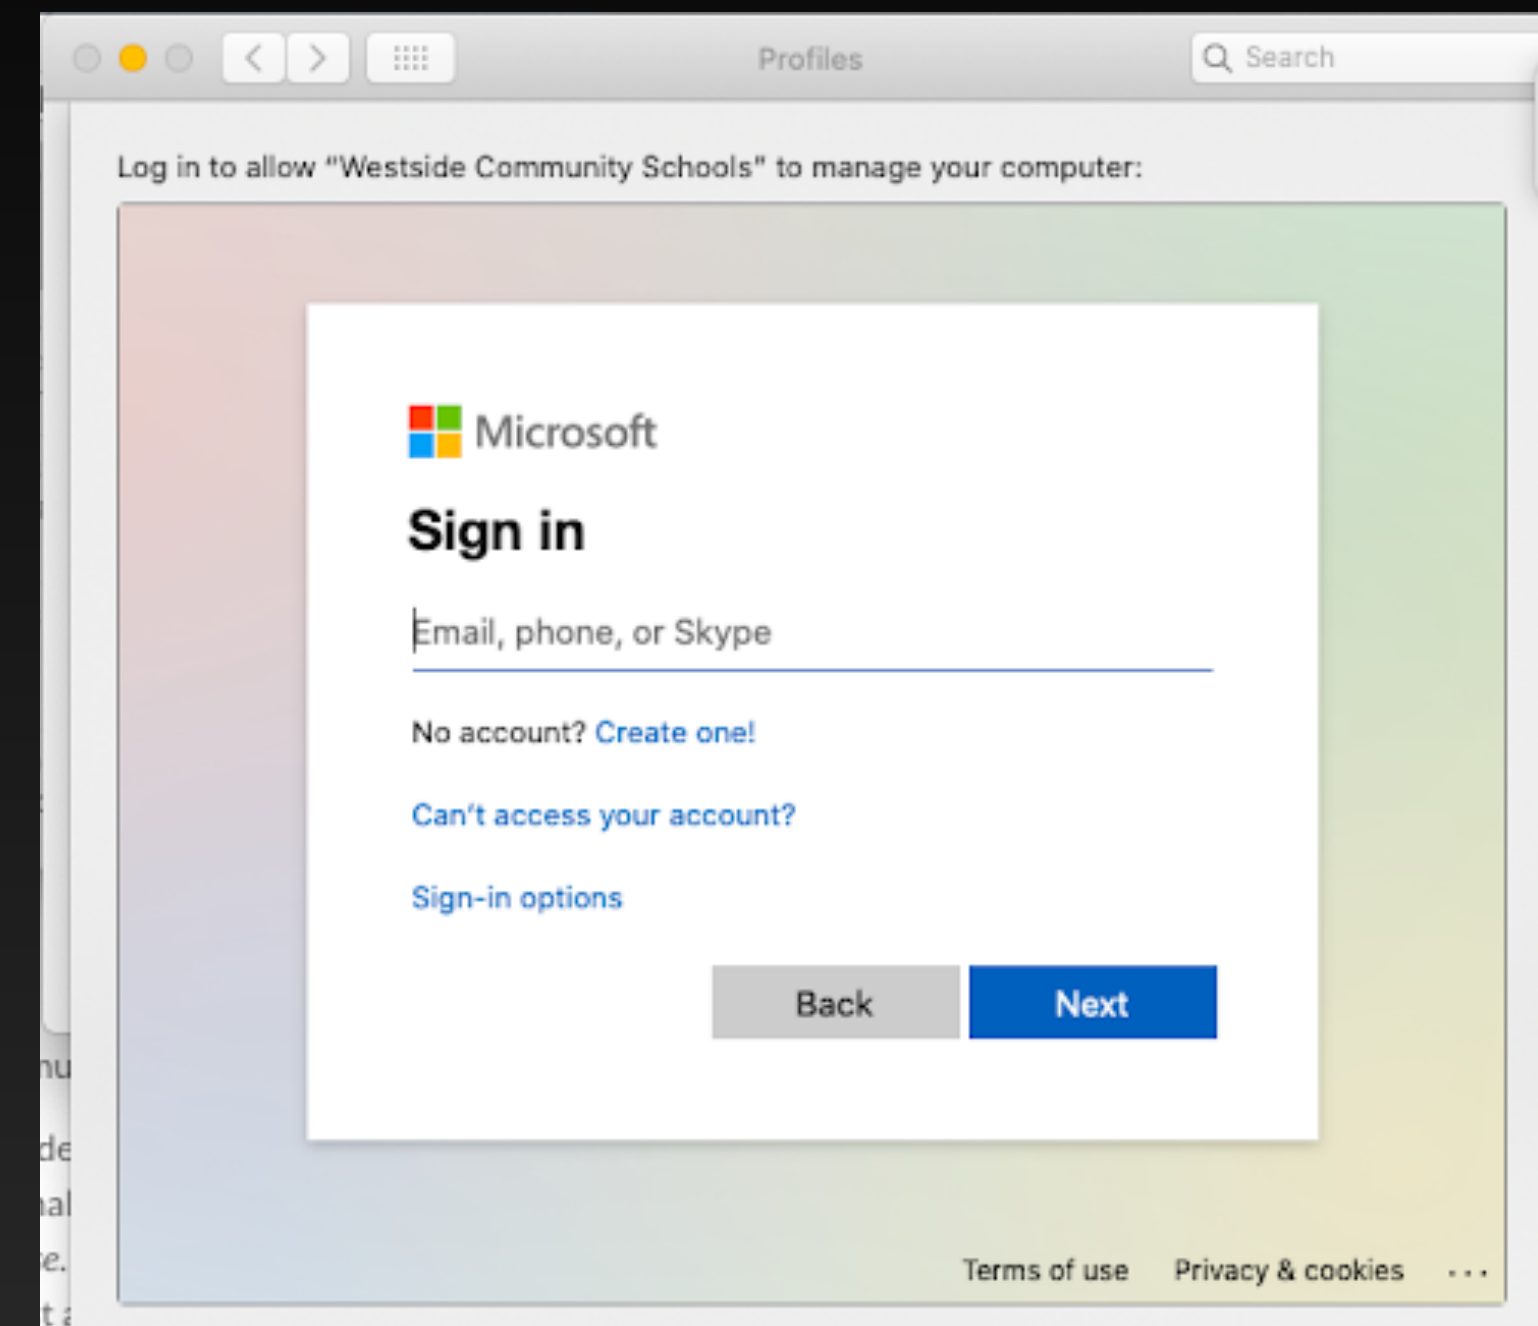 Profiles
Search
Log in to allow “Westside Community Schools” to manage your computer:
Microsoft
Sign in
Email, phone, or Skype
No account? Create one!
Can’t access your account?
Sign-in options
Back Next
Terms of use Privacy & cookies ...